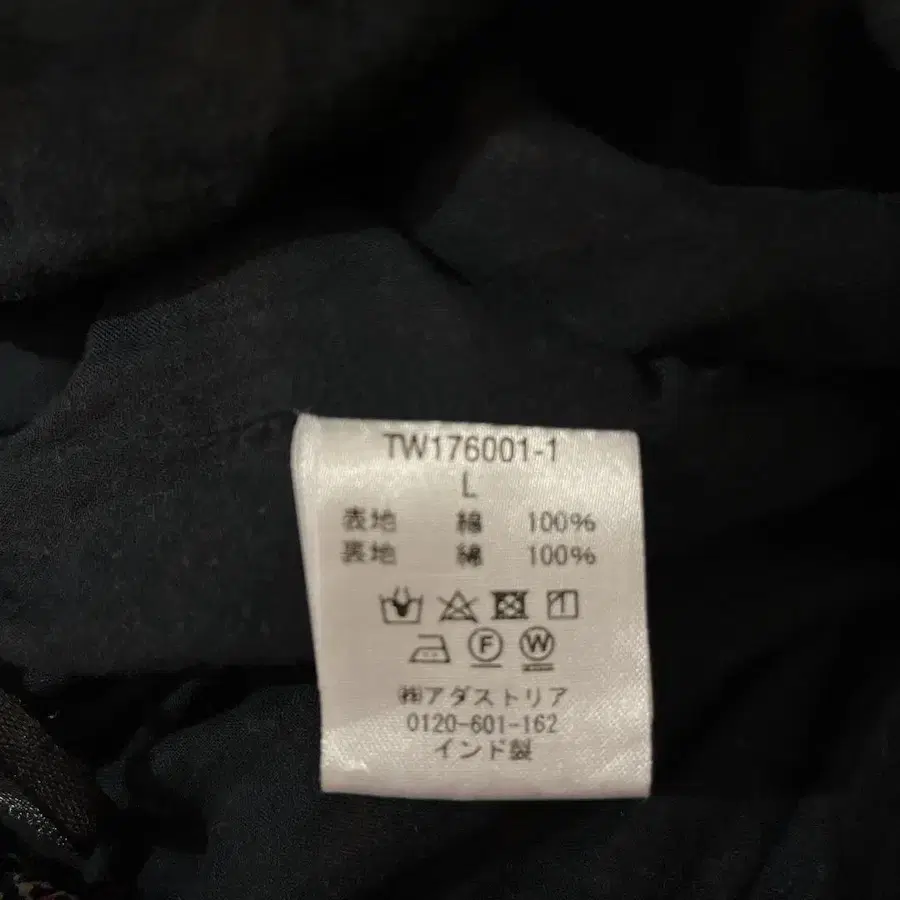 TW176001-1
L
表地 綿 100%
裏地 綿 100%
F W
㈱アダストリア
0120-601-162
インド製